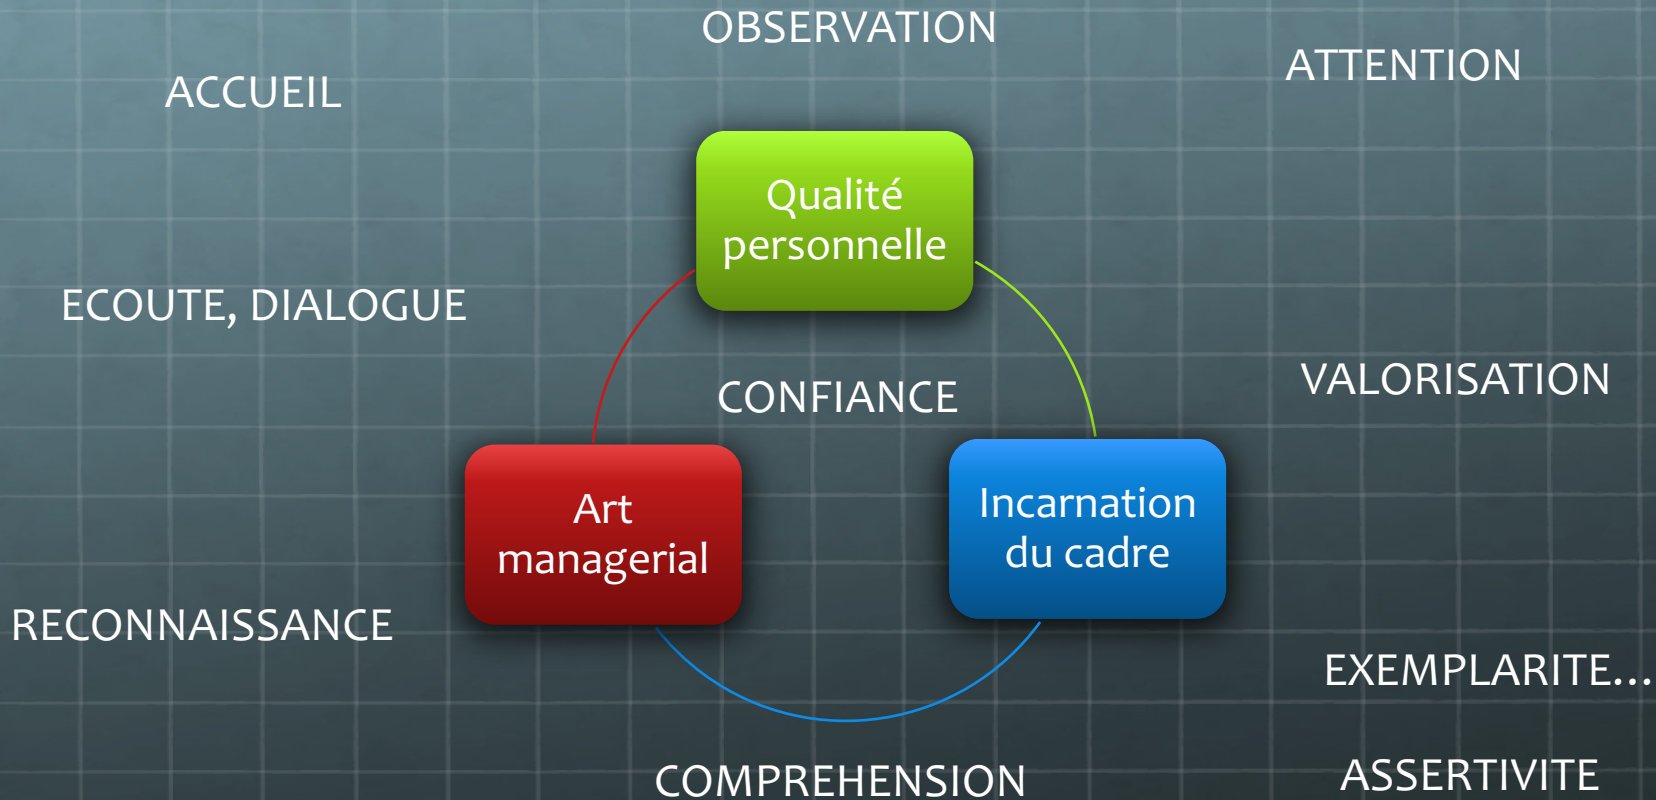 OBSERVATION
ATTENTION
ACCUEIL
Qualité
personnelle
ECOUTE, DIALOGUE
VALORISATION
CONFIANCE
Art
managerial
Incarnation
du cadre
RECONNAISSANCE
EXEMPLARITE...
COMPREHENSION
ASSERTIVITE